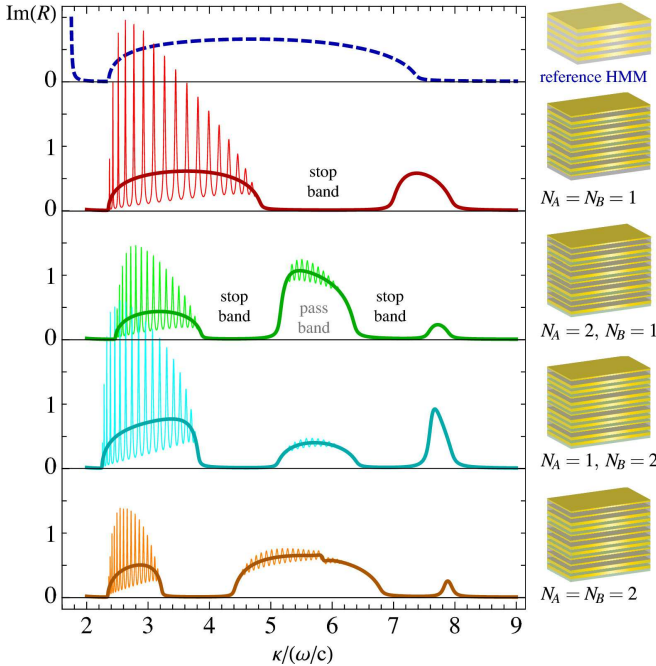 Im(R)
0
reference HMM
1
0
stop
band
N_A = N_B = 1
1
0
stop
band
pass
band
stop
band
N_A = 2, N_B = 1
1
0
N_A = 1, N_B = 2
1
0
N_A = N_B = 2
2 3 4 5 6 7 8 9
κ/(ω/c)